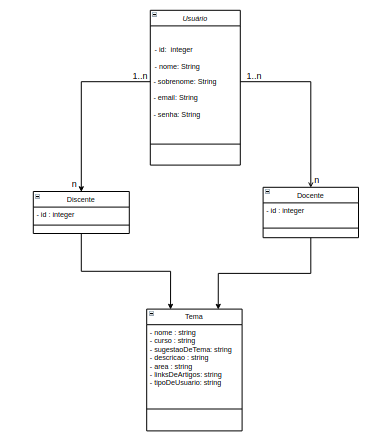 Usuário
- id: integer
- nome: String
- sobrenome: String
- email: String
- senha: String
1..n
1..n
n
n
Discente
- id : integer
Docente
- id : integer
Tema
- nome : string
- curso : string
- sugestaoDeTema: string
- descricao : string
- area : string
- linksDeArtigos: string
- tipoDeUsuario: string